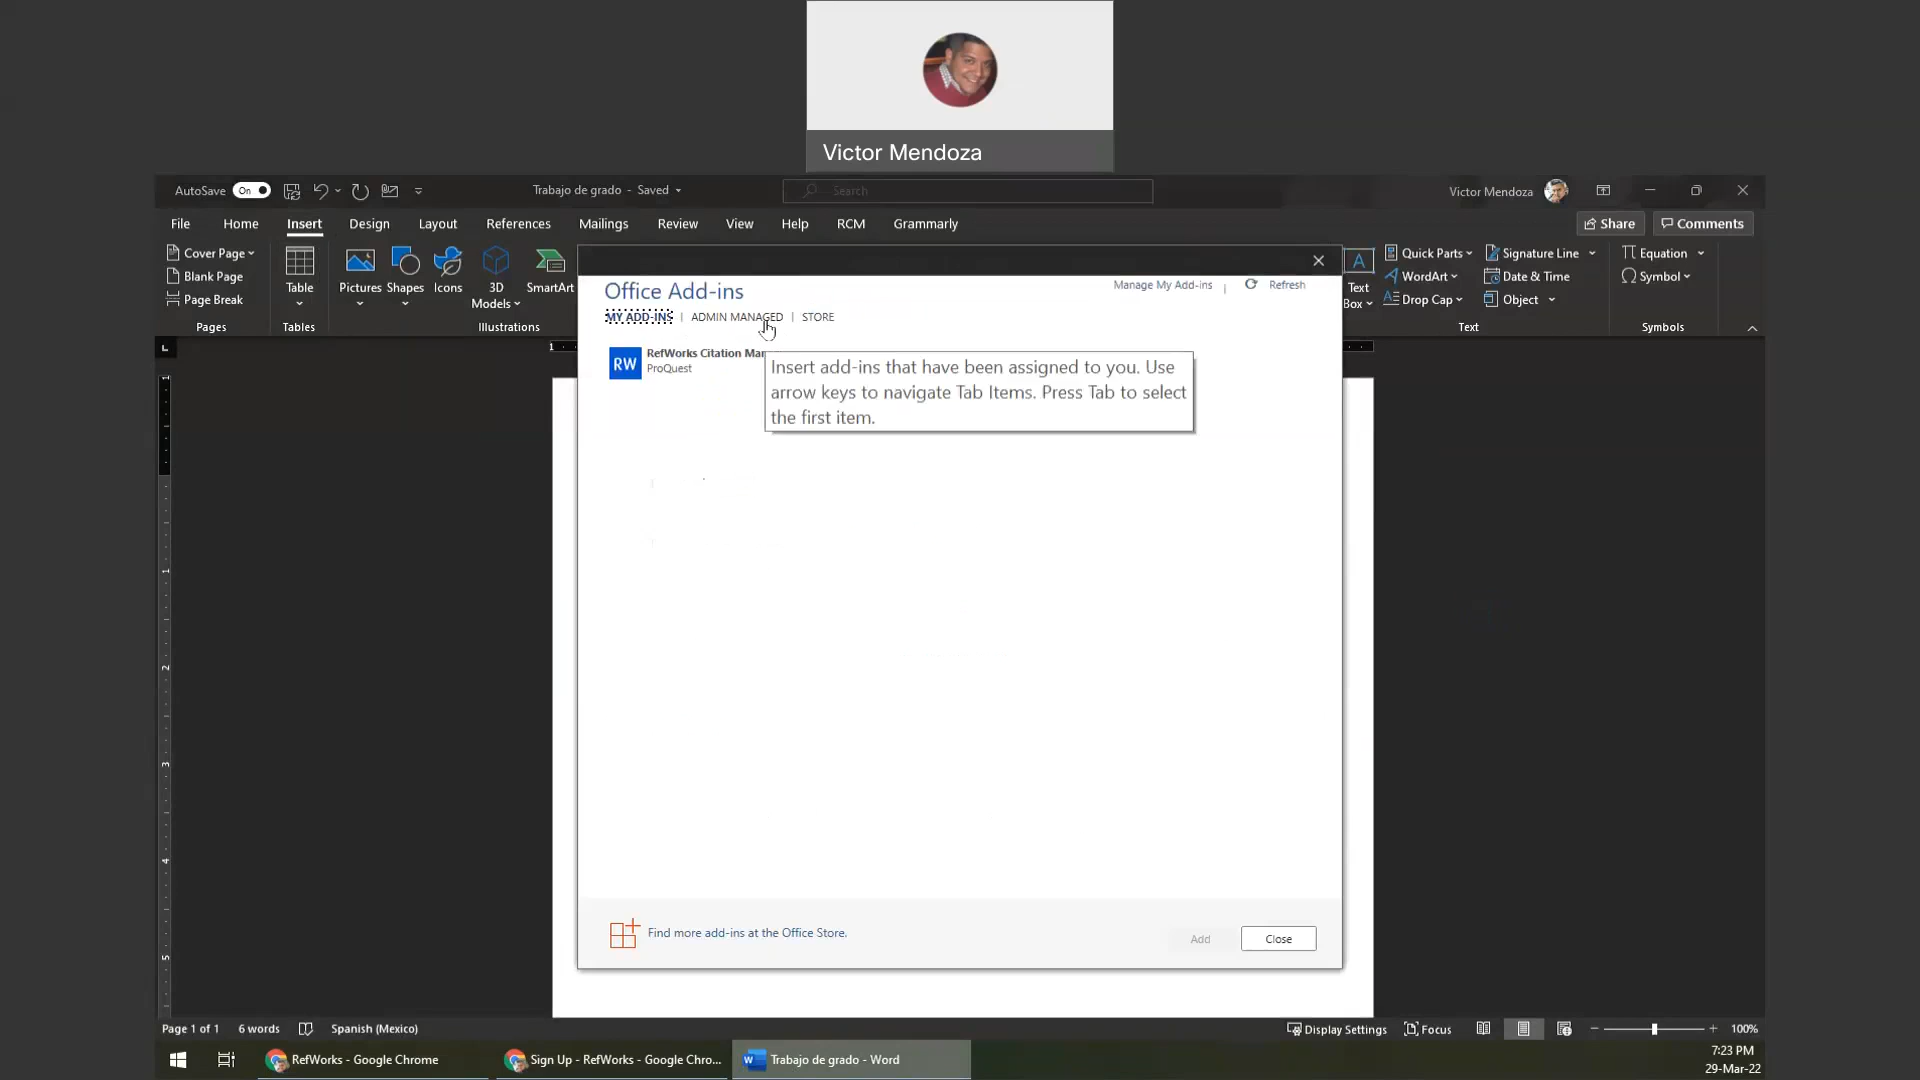 Victor Mendoza
AutoSave On Trabajo de grado - Saved Search Victor Mendoza
File Home Insert Design Layout References Mailings Review View Help RCM Grammarly Share Comments
Cover Page
Blank Page
Page Break
Pages
Table
Tables
Pictures Shapes Icons 3D Models SmartArt
Illustrations
Text Box
Quick Parts
WordArt
Drop Cap
Signature Line
Date & Time
Object
Text
Equation
Symbol
Symbols
Office Add-ins
Manage My Add-ins | Refresh
MY ADD-INS | ADMIN MANAGED | STORE
RW
RefWorks Citation Ma
ProQuest
Insert add-ins that have been assigned to you. Use
arrow keys to navigate Tab Items. Press Tab to select
the first item.
1
1
2
3
4
5
Find more add-ins at the Office Store.
Add Close
Page 1 of 1 6 words Spanish (Mexico) Display Settings Focus 100%
RefWorks - Google Chrome Sign Up - RefWorks - Google Chro... Trabajo de grado - Word
7:23 PM
29-Mar-22